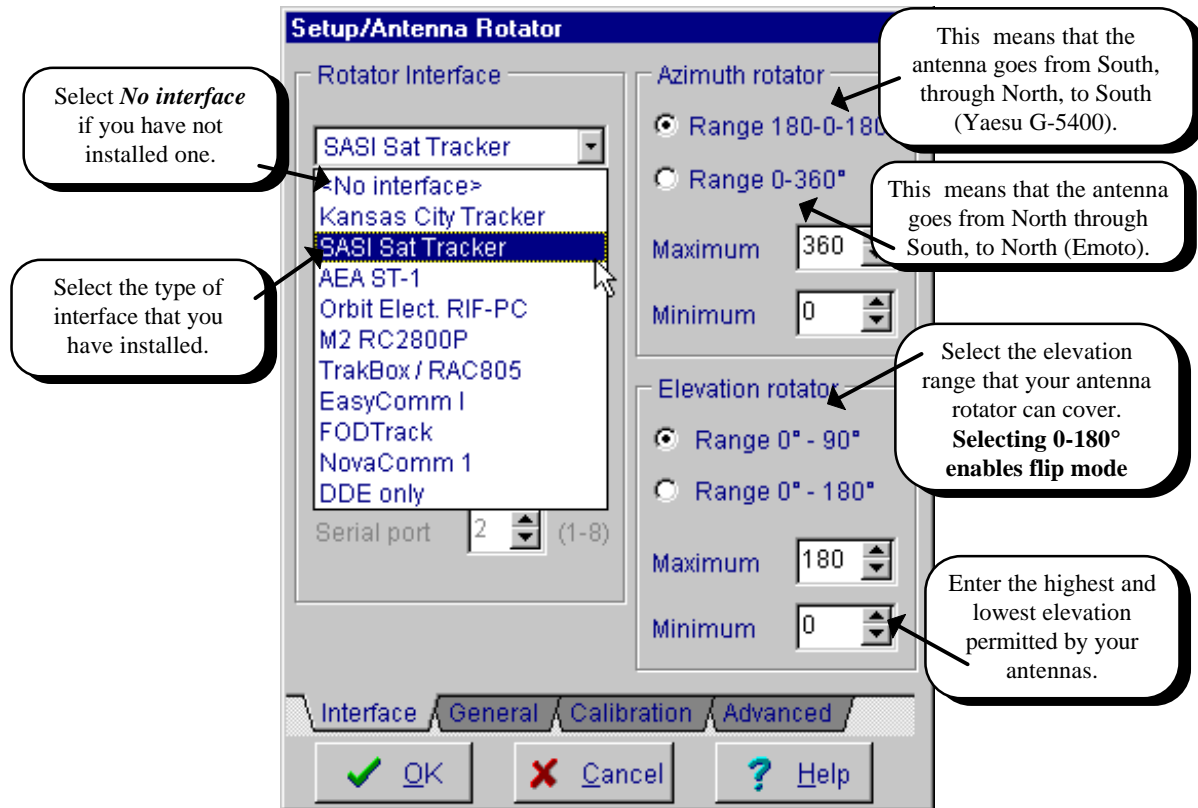 Setup/Antenna Rotator
Select No interface
if you have not
installed one.
Select the type of
interface that you
have installed.
Rotator Interface
SASI Sat Tracker
<No interface>
Kansas City Tracker
SASI Sat Tracker
AEA ST-1
Orbit Elect. RIF-PC
M2 RC2800P
TrakBox / RAC805
EasyComm I
FODTrack
NovaComm 1
DDE only
Serial port 2 (1-8)
Azimuth rotator
Range 180-0-180
Range 0-360°
Maximum 360
Minimum 0
This means that the
antenna goes from South,
through North, to South
(Yaesu G-5400).
This means that the antenna
goes from North through
South, to North (Emoto).
Elevation rotator
Range 0° - 90°
Range 0° - 180°
Maximum 180
Minimum 0
Select the elevation
range that your antenna
rotator can cover.
Selecting 0-180°
enables flip mode
Enter the highest and
lowest elevation
permitted by your
antennas.
Interface General Calibration Advanced
OK Cancel Help